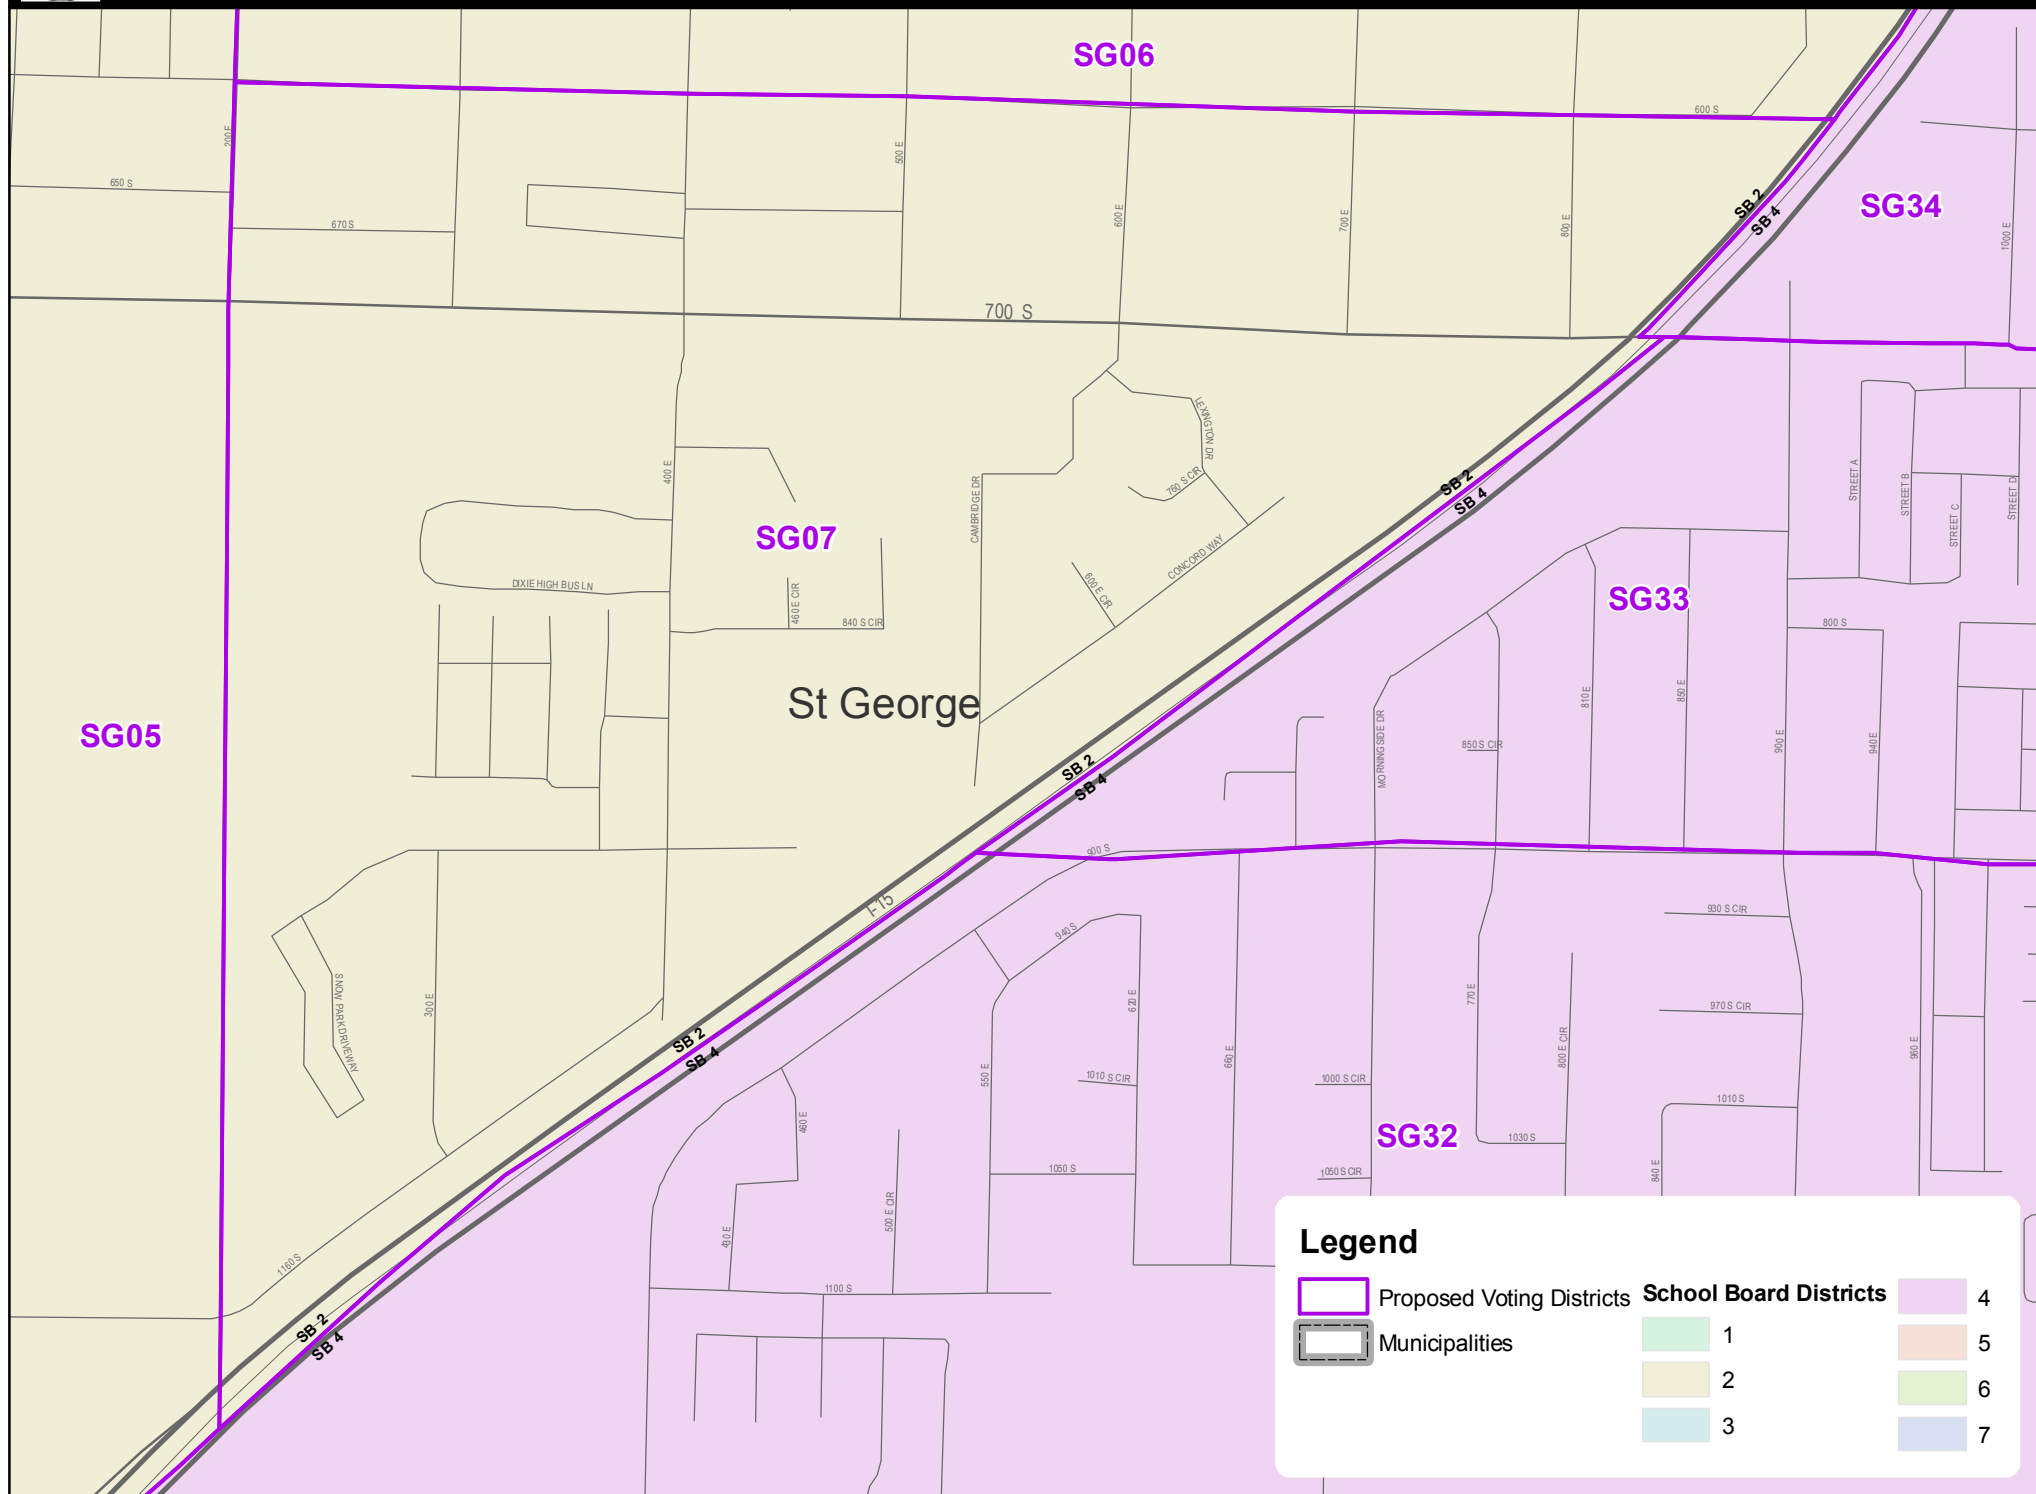 SG06
600 S
200 E
500 E
650 S
SB 2
SB 4
SG34
670 S
600 E
700 E
800 E
1000 E
700 S
LEXINGTON DR
400 E
760 S CIR
CAMBRIDGE DR
SB 2
SB 4
STREET A
STREET B
STREET C
STREET D
SG07
CONCORD WAY
DIXIE HIGH BUS LN
460 E CIR
600 E CIR
SG33
840 S CIR
800 S
St George
SG05
810 E
850 E
MORNINGSIDE DR
850 S CIR
900 E
940 E
SB 2
SB 4
900 S
I-15
930 S CIR
940 S
SNOW PARK DRIVEWAY
300 E
620 E
770 E
970 S CIR
SB 2
SB 4
550 E
660 E
800 E CIR
960 E
1010 S CIR
1000 S CIR
460 E
1010 S
SG32
1030 S
1050 S
1050 S CIR
840 E
500 E CIR
430 E
1160 S
1100 S
SB 2
SB 4
Legend
Proposed Voting Districts
Municipalities
School Board Districts
1
2
3
4
5
6
7